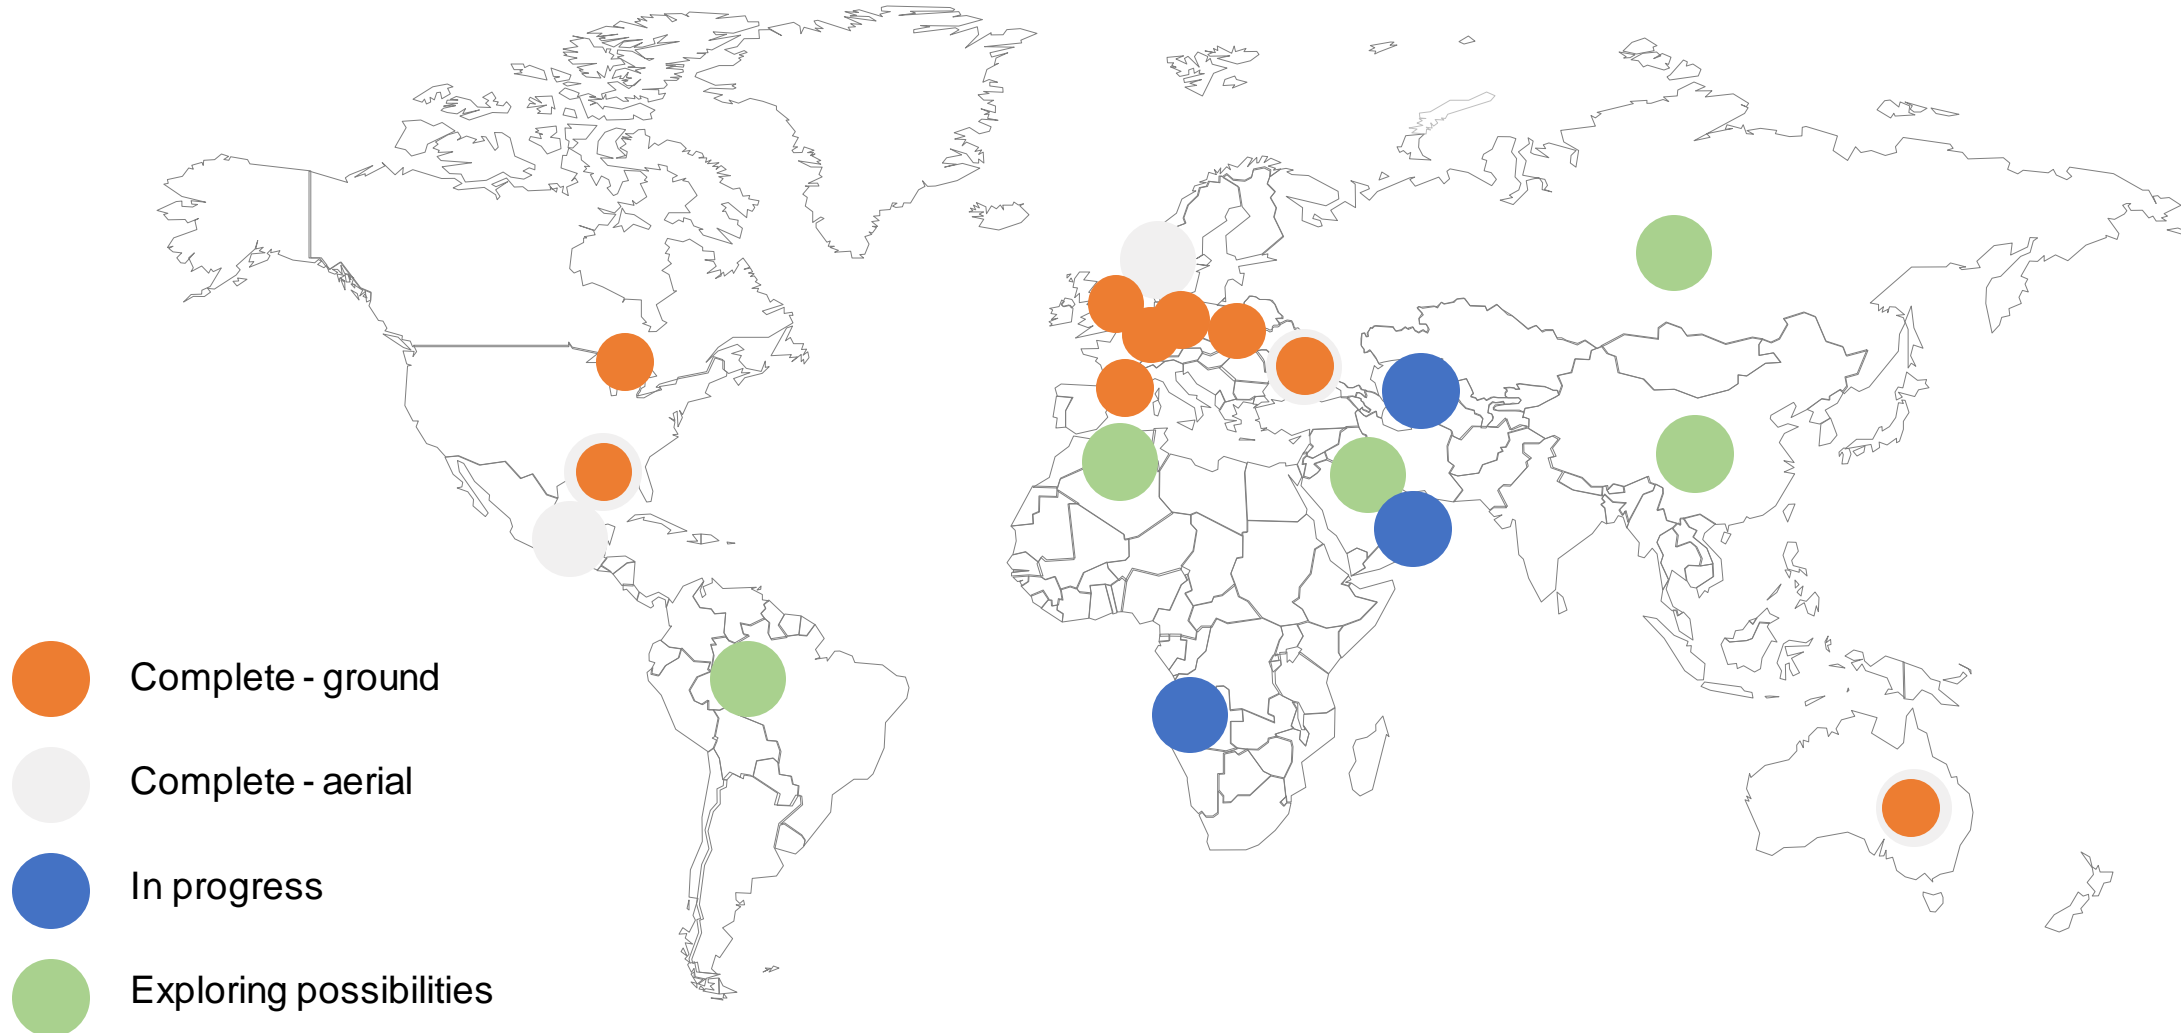 Complete - ground
Complete - aerial
In progress
Exploring possibilities